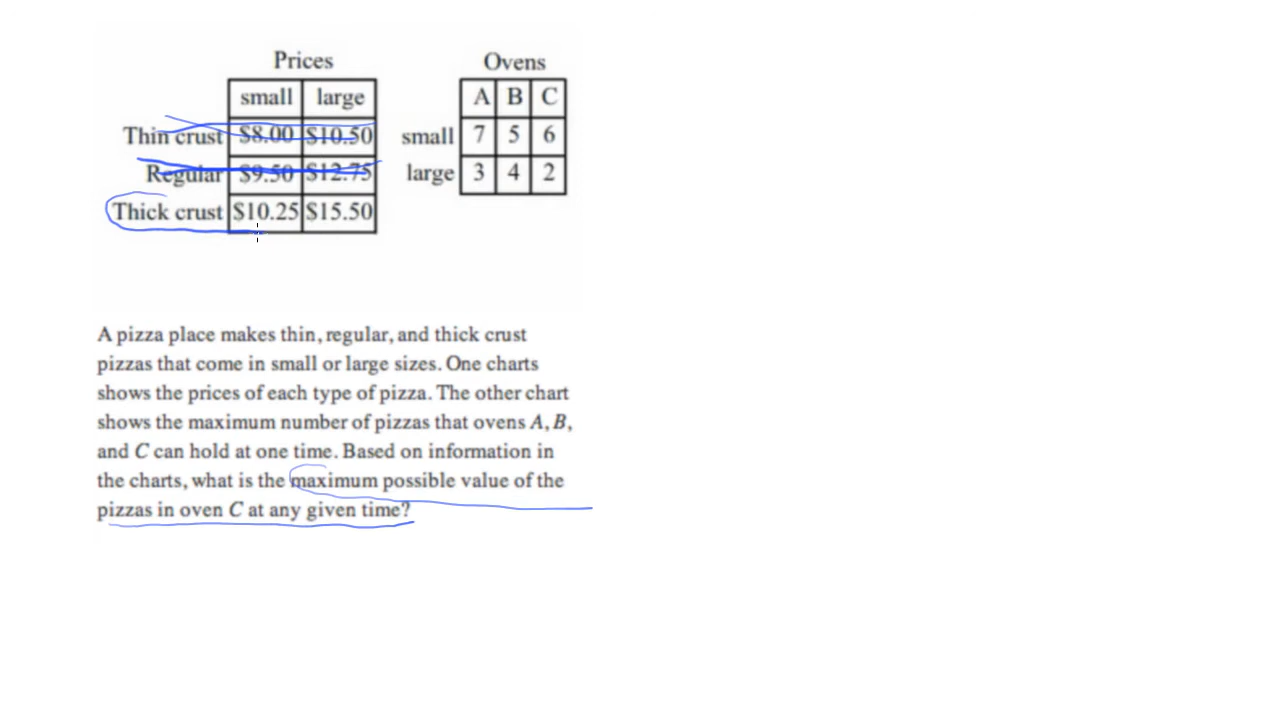 Prices
small large
Thin crust $8.00 $10.50
Regular $9.50 $12.75
Thick crust $10.25 $15.50
Ovens
A B C
small 7 5 6
large 3 4 2
A pizza place makes thin, regular, and thick crust
pizzas that come in small or large sizes. One charts
shows the prices of each type of pizza. The other chart
shows the maximum number of pizzas that ovens A, B,
and C can hold at one time. Based on information in
the charts, what is the maximum possible value of the
pizzas in oven C at any given time?